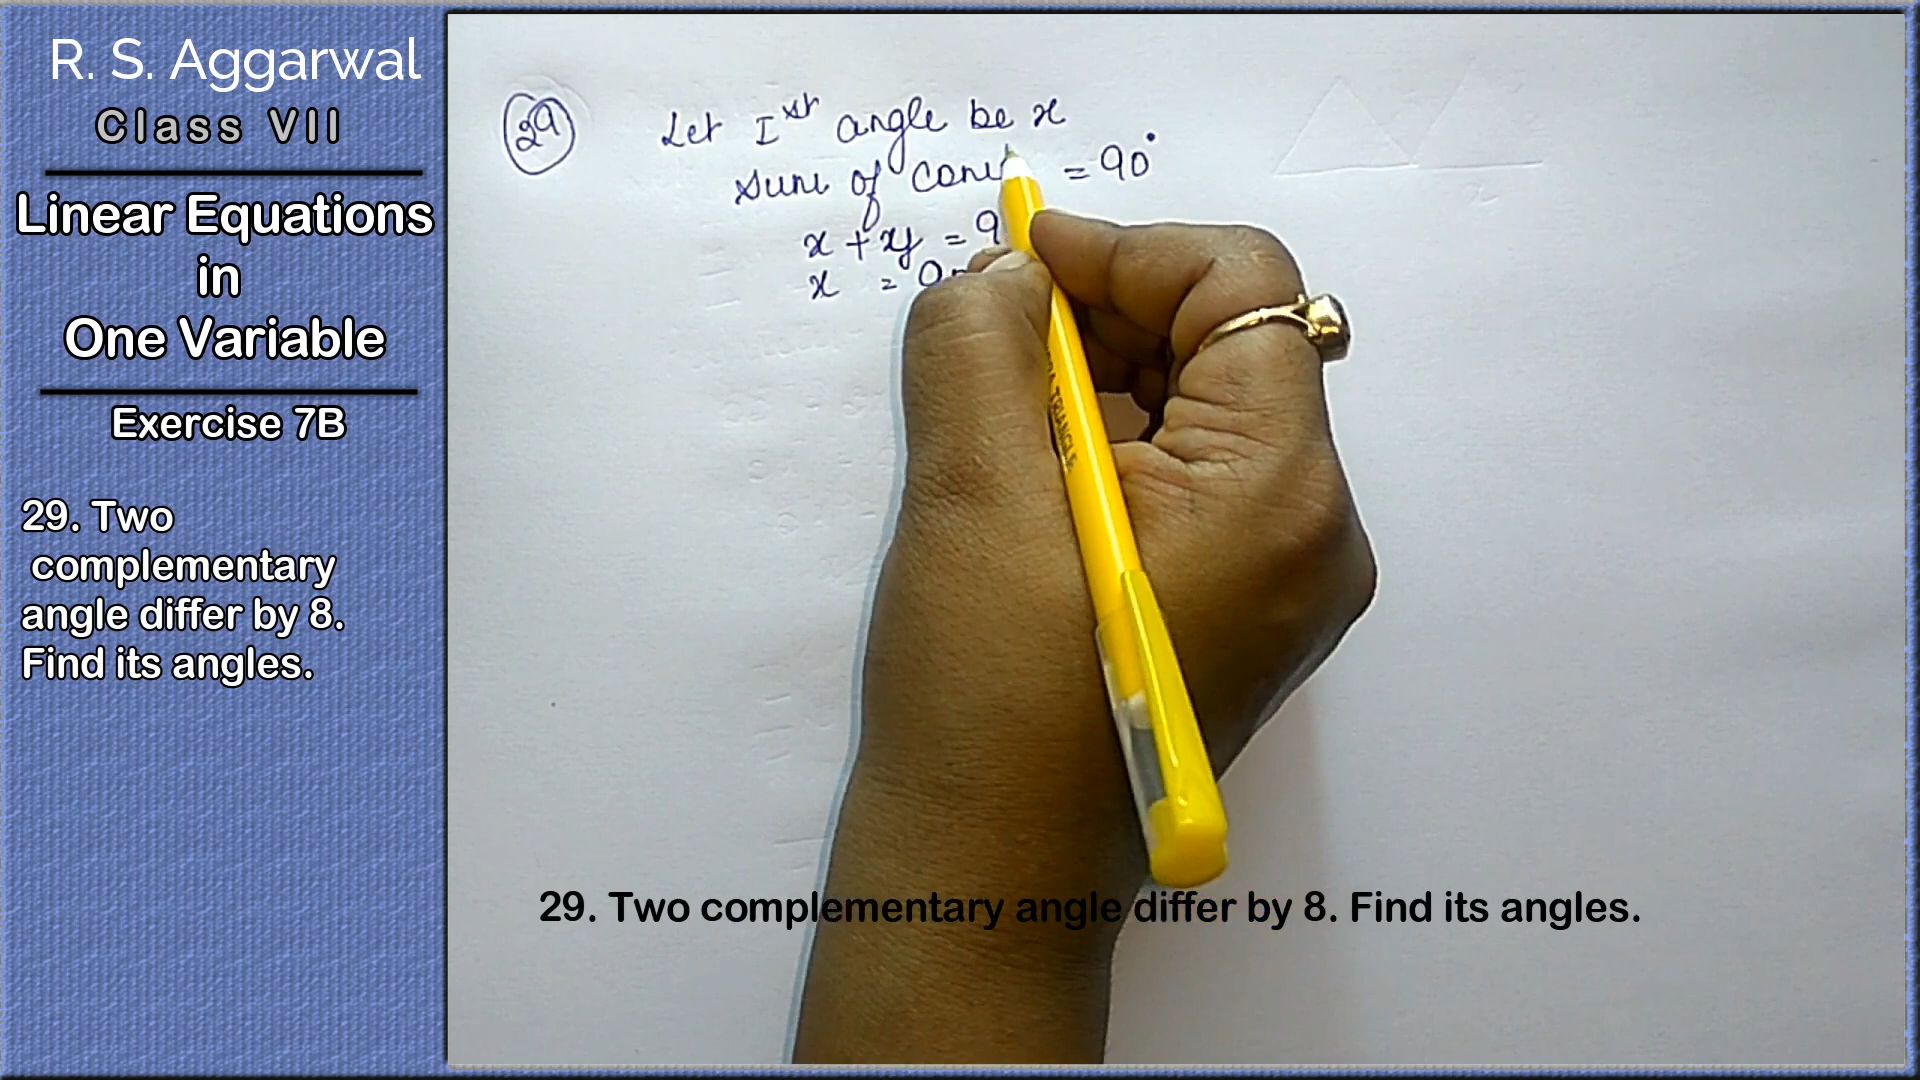 R. S. Aggarwal
Class VII
Linear Equations
in
One Variable
Exercise 7B
29. Two
complementary
angle differ by 8.
Find its angles.
29
Let Ist angle be x
Sum of = 90°
x + y = 9
x =
x
TRIANGLE
29. Two complementary angle differ by 8. Find its angles.